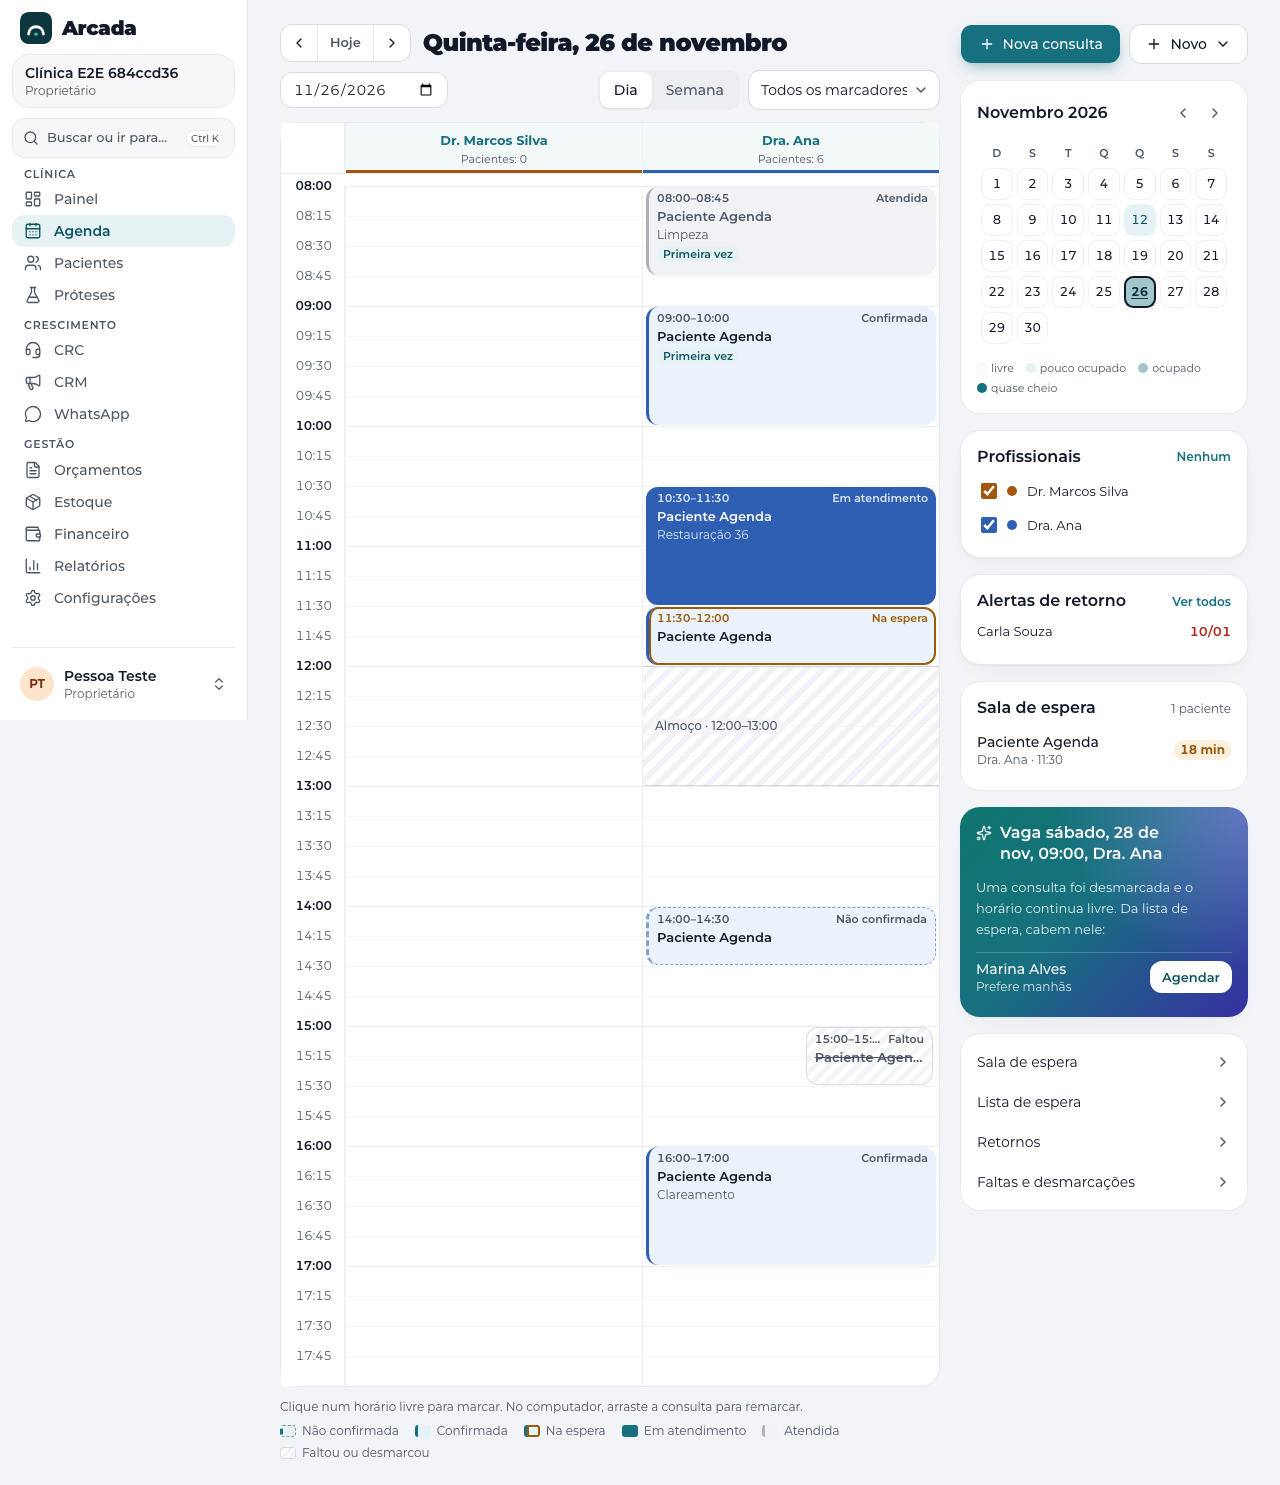 Arcada
Clínica E2E 684ccd36
Proprietário
Buscar ou ir para...
Ctrl K
CLÍNICA
Painel
Agenda
Pacientes
Próteses
CRESCIMENTO
CRC
CRM
WhatsApp
GESTÃO
Orçamentos
Estoque
Financeiro
Relatórios
Configurações
PT
Pessoa Teste
Proprietário
Hoje
Quinta-feira, 26 de novembro
11/26/2026
Dia
Semana
Todos os marcadores
Dr. Marcos Silva
Pacientes: 0
Dra. Ana
Pacientes: 6
08:00
08:15
08:30
08:45
09:00
09:15
09:30
09:45
10:00
10:15
10:30
10:45
11:00
11:15
11:30
11:45
12:00
12:15
12:30
12:45
13:00
13:15
13:30
13:45
14:00
14:15
14:30
14:45
15:00
15:15
15:30
15:45
16:00
16:15
16:30
16:45
17:00
17:15
17:30
17:45
08:00–08:45 Atendida
Paciente Agenda
Limpeza
Primeira vez
09:00–10:00 Confirmada
Paciente Agenda
Primeira vez
10:30–11:30 Em atendimento
Paciente Agenda
Restauração 36
11:30–12:00 Na espera
Paciente Agenda
Almoço · 12:00–13:00
14:00–14:30 Não confirmada
Paciente Agenda
15:00–15:... Faltou
Paciente Agen...
16:00–17:00 Confirmada
Paciente Agenda
Clareamento
Clique num horário livre para marcar. No computador, arraste a consulta para remarcar.
Não confirmada Confirmada Na espera Em atendimento Atendida
Faltou ou desmarcou
Nova consulta
Novo
Novembro 2026
D S T Q Q S S
1 2 3 4 5 6 7
8 9 10 11 12 13 14
15 16 17 18 19 20 21
22 23 24 25 26 27 28
29 30
livre pouco ocupado ocupado
quase cheio
Profissionais
Nenhum
Dr. Marcos Silva
Dra. Ana
Alertas de retorno
Ver todos
Carla Souza
10/01
Sala de espera
1 paciente
Paciente Agenda
Dra. Ana · 11:30
18 min
Vaga sábado, 28 de
nov, 09:00, Dra. Ana
Uma consulta foi desmarcada e o
horário continua livre. Da lista de
espera, cabem nele:
Marina Alves
Prefere manhãs
Agendar
Sala de espera
Lista de espera
Retornos
Faltas e desmarcações